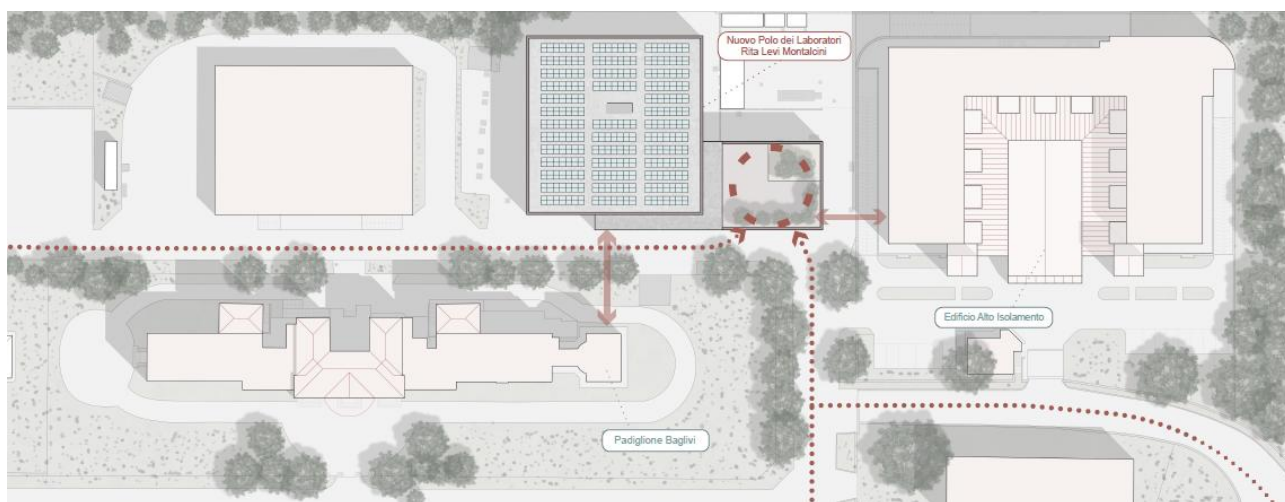 Nuovo Polo dei Laboratori
Rita Levi Montalcini
Edificio Alto Isolamento
Padiglione Baglivi